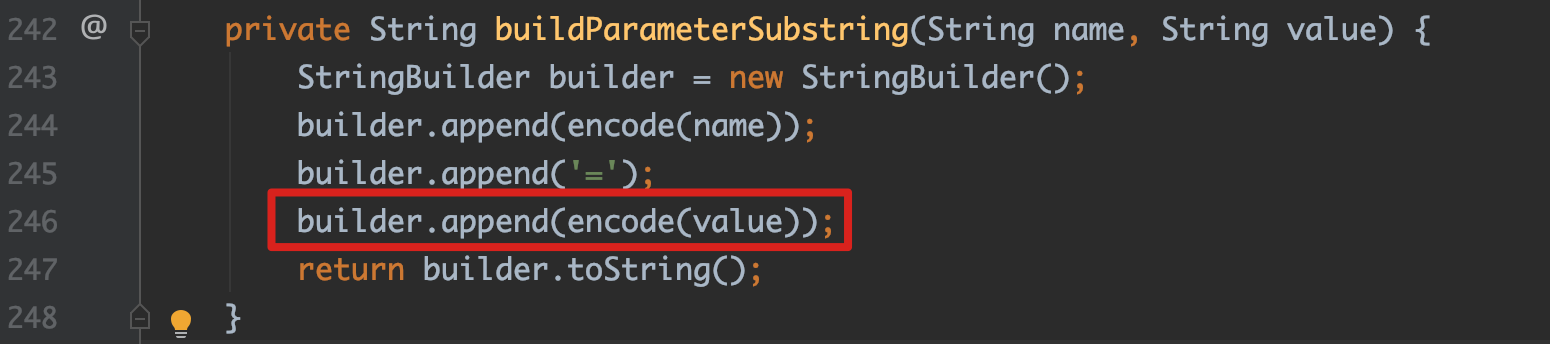 242 @ private String buildParameterSubstring(String name, String value) {
243 StringBuilder builder = new StringBuilder();
244 builder.append(encode(name));
245 builder.append('=');
246 builder.append(encode(value));
247 return builder.toString();
248 }